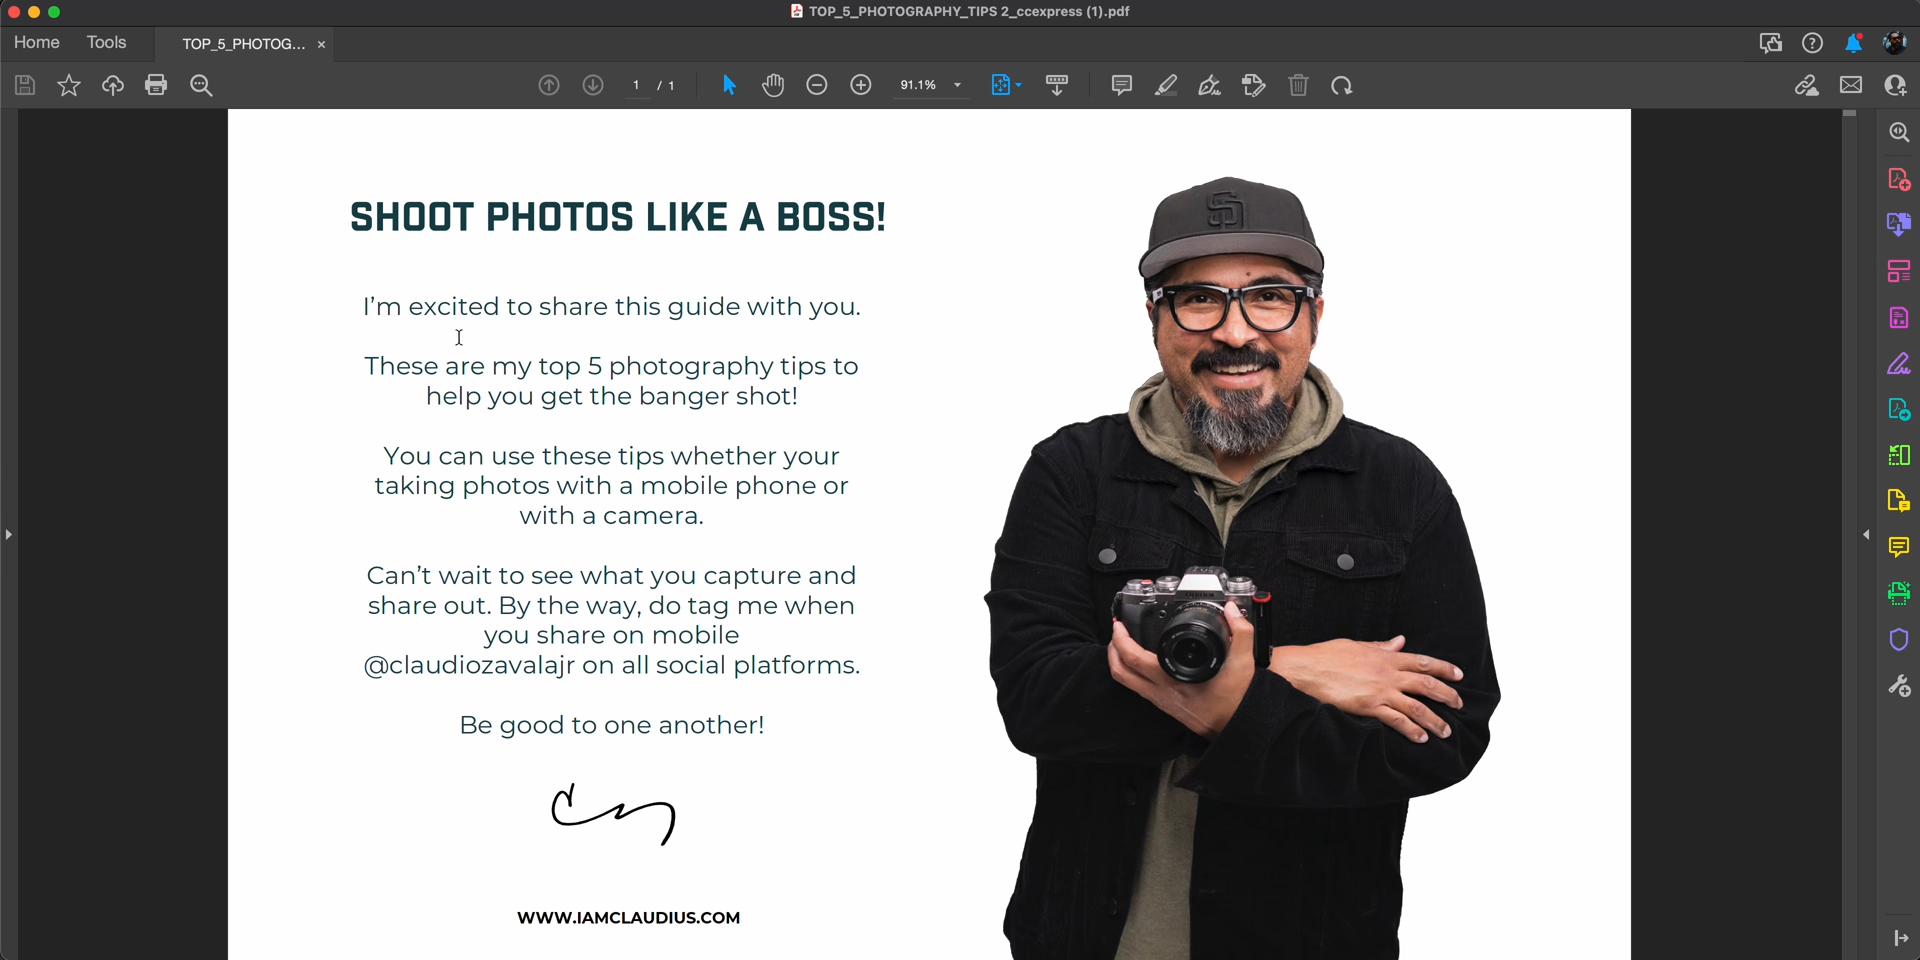 TOP_5_PHOTOGRAPHY_TIPS 2_ccexpress (1).pdf
Home
Tools
TOP_5_PHOTOG...
1 / 1
91.1%
SHOOT PHOTOS LIKE A BOSS!
I'm excited to share this guide with you.
These are my top 5 photography tips to
help you get the banger shot!
You can use these tips whether your
taking photos with a mobile phone or
with a camera.
Can't wait to see what you capture and
share out. By the way, do tag me when
you share on mobile
@claudiozavalajr on all social platforms.
Be good to one another!
WWW.IAMCLAUDIUS.COM
SD